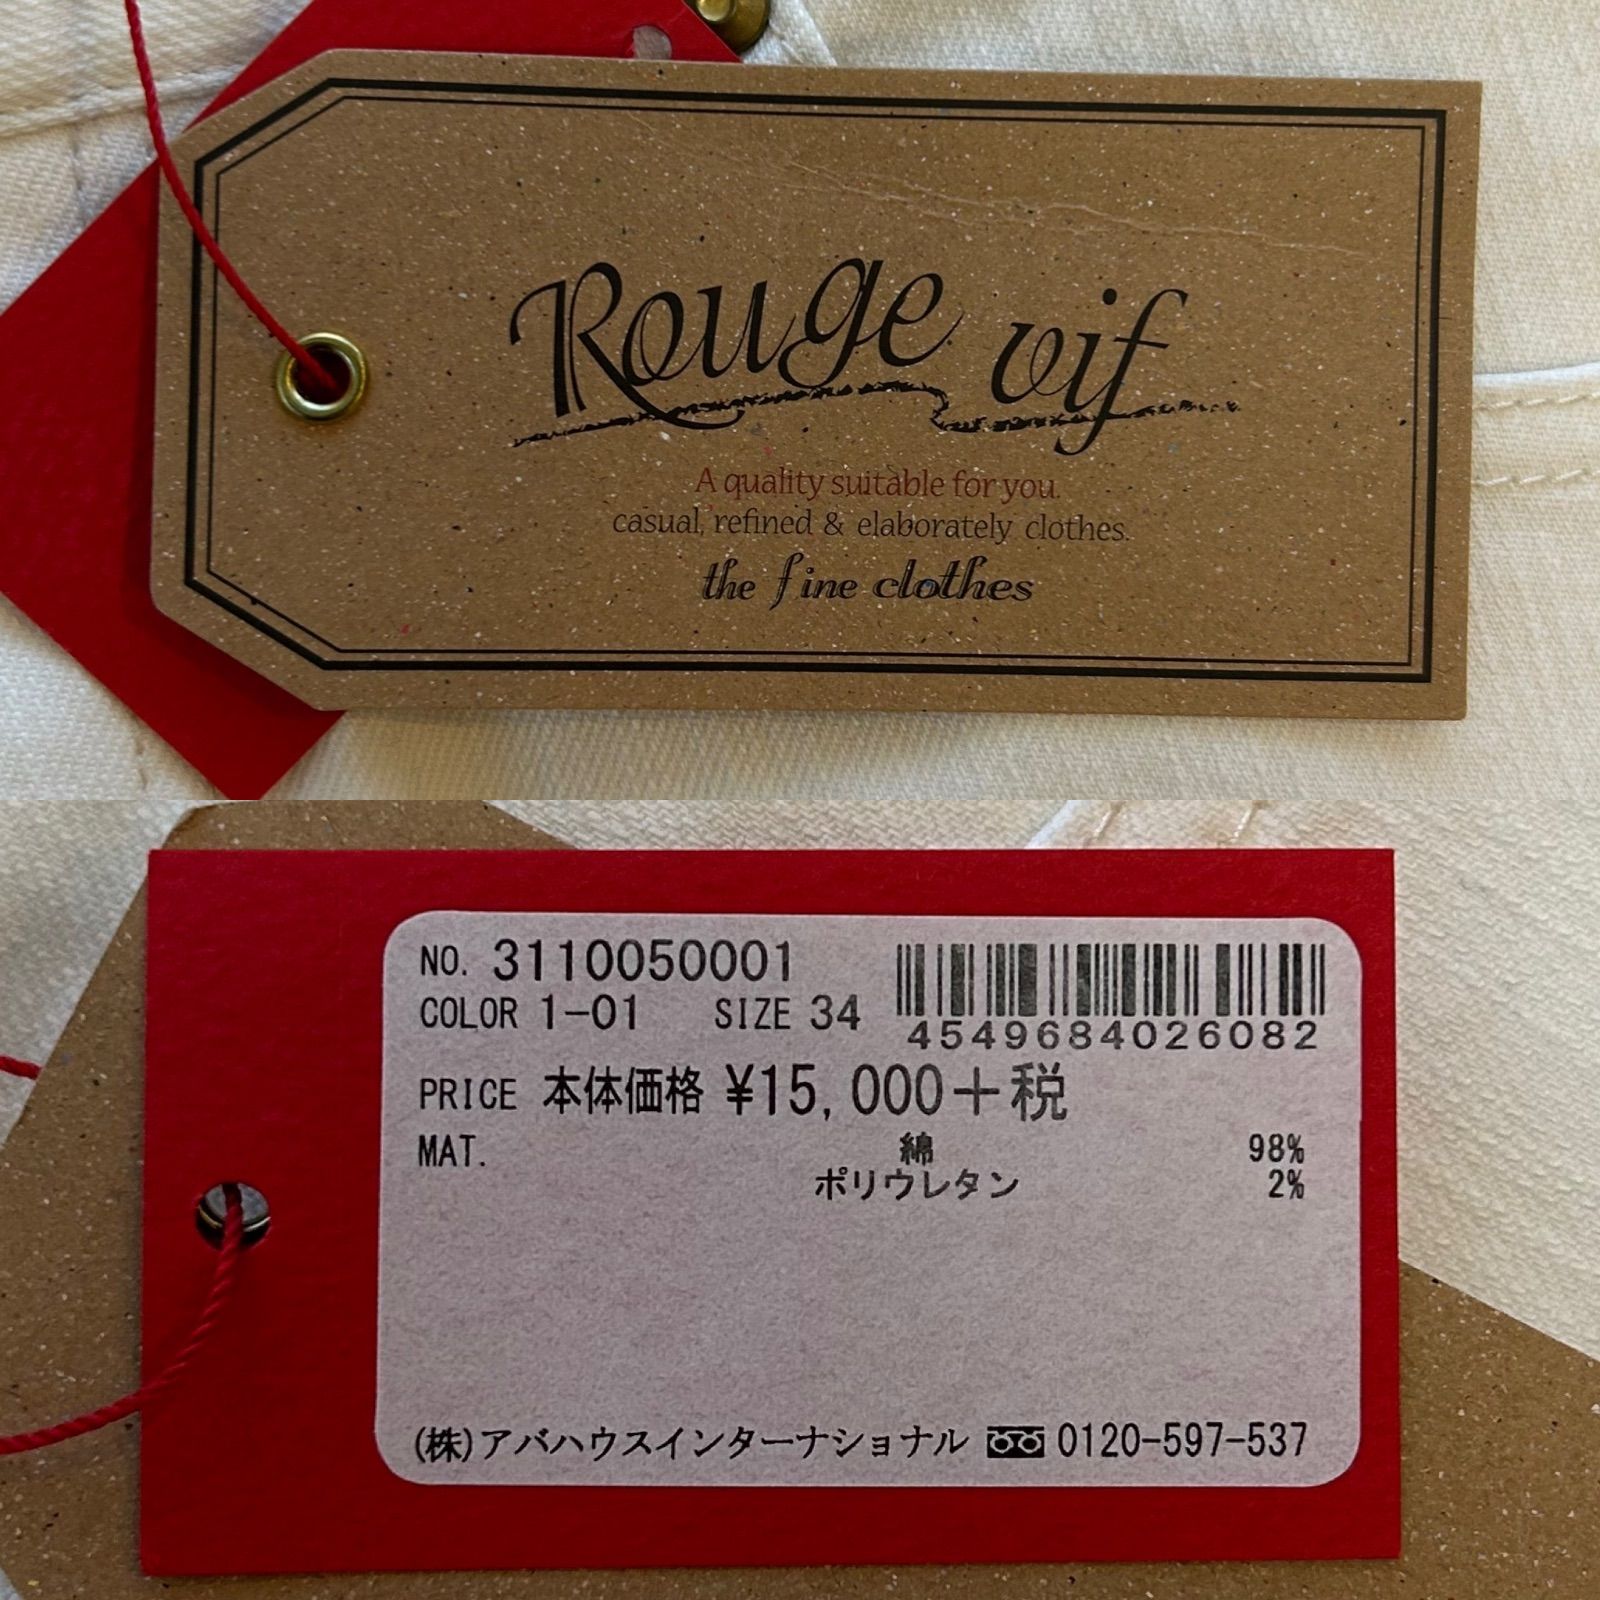 Rouge vif
A quality suitable for you.
casual, refined & elaborately clothes.
the fine clothes
NO. 3110050001
COLOR 1-01 SIZE 34
4549684026082
PRICE 本体価格 ¥15,000+税
MAT. 綿 98%
ポリウレタン 2%
(株)アバハウスインターナショナル 0120-597-537